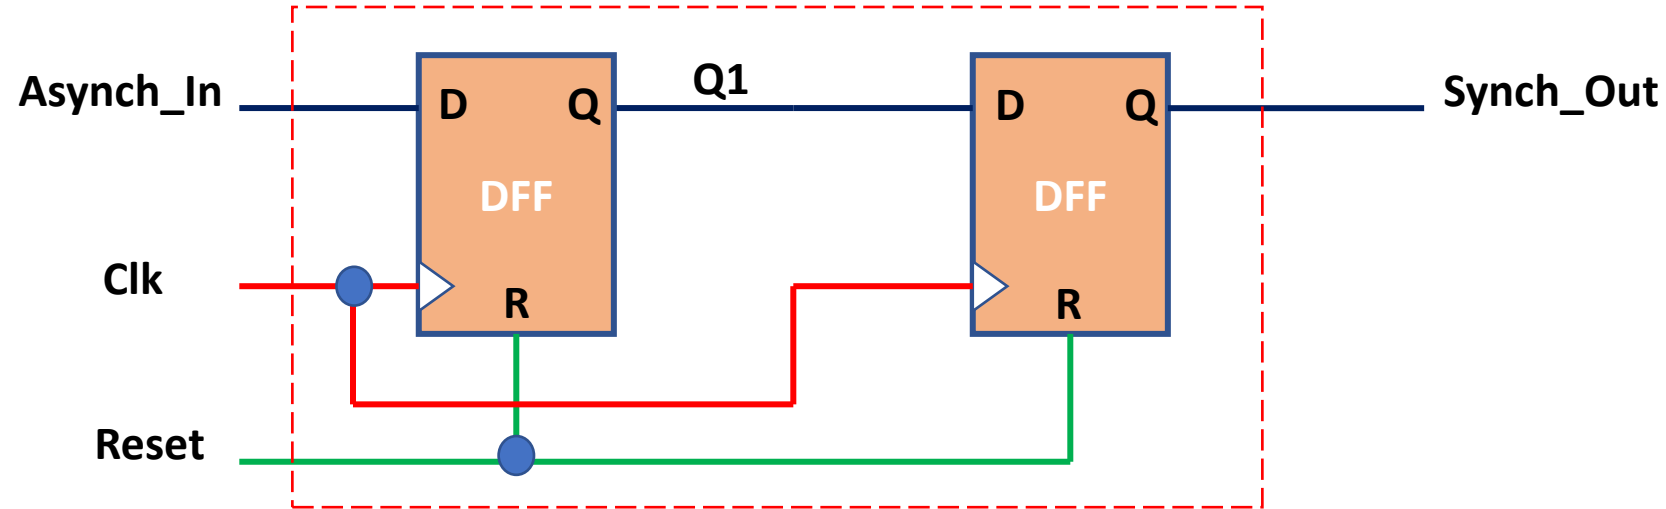 Asynch_In
D
Q
Q1
D
Q
Synch_Out
DFF
DFF
Clk
R
R
Reset